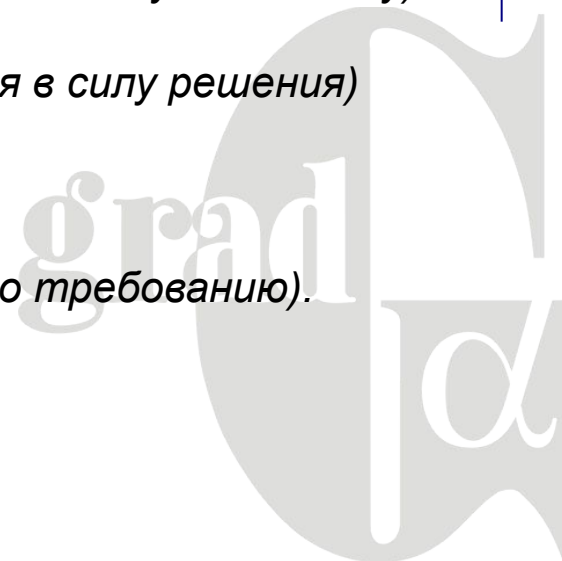 я в силу решения)
о требованию).
grad
d